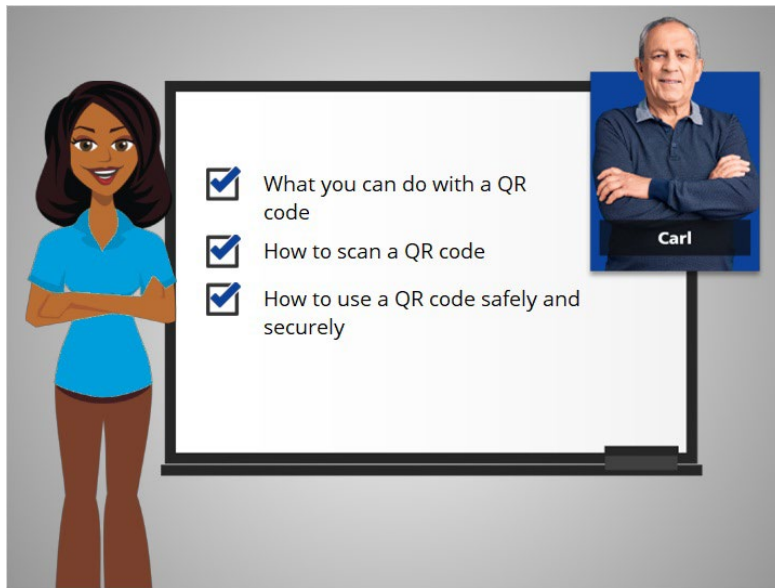 What you can do with a QR
code
How to scan a QR code
How to use a QR code safely and
securely
Carl